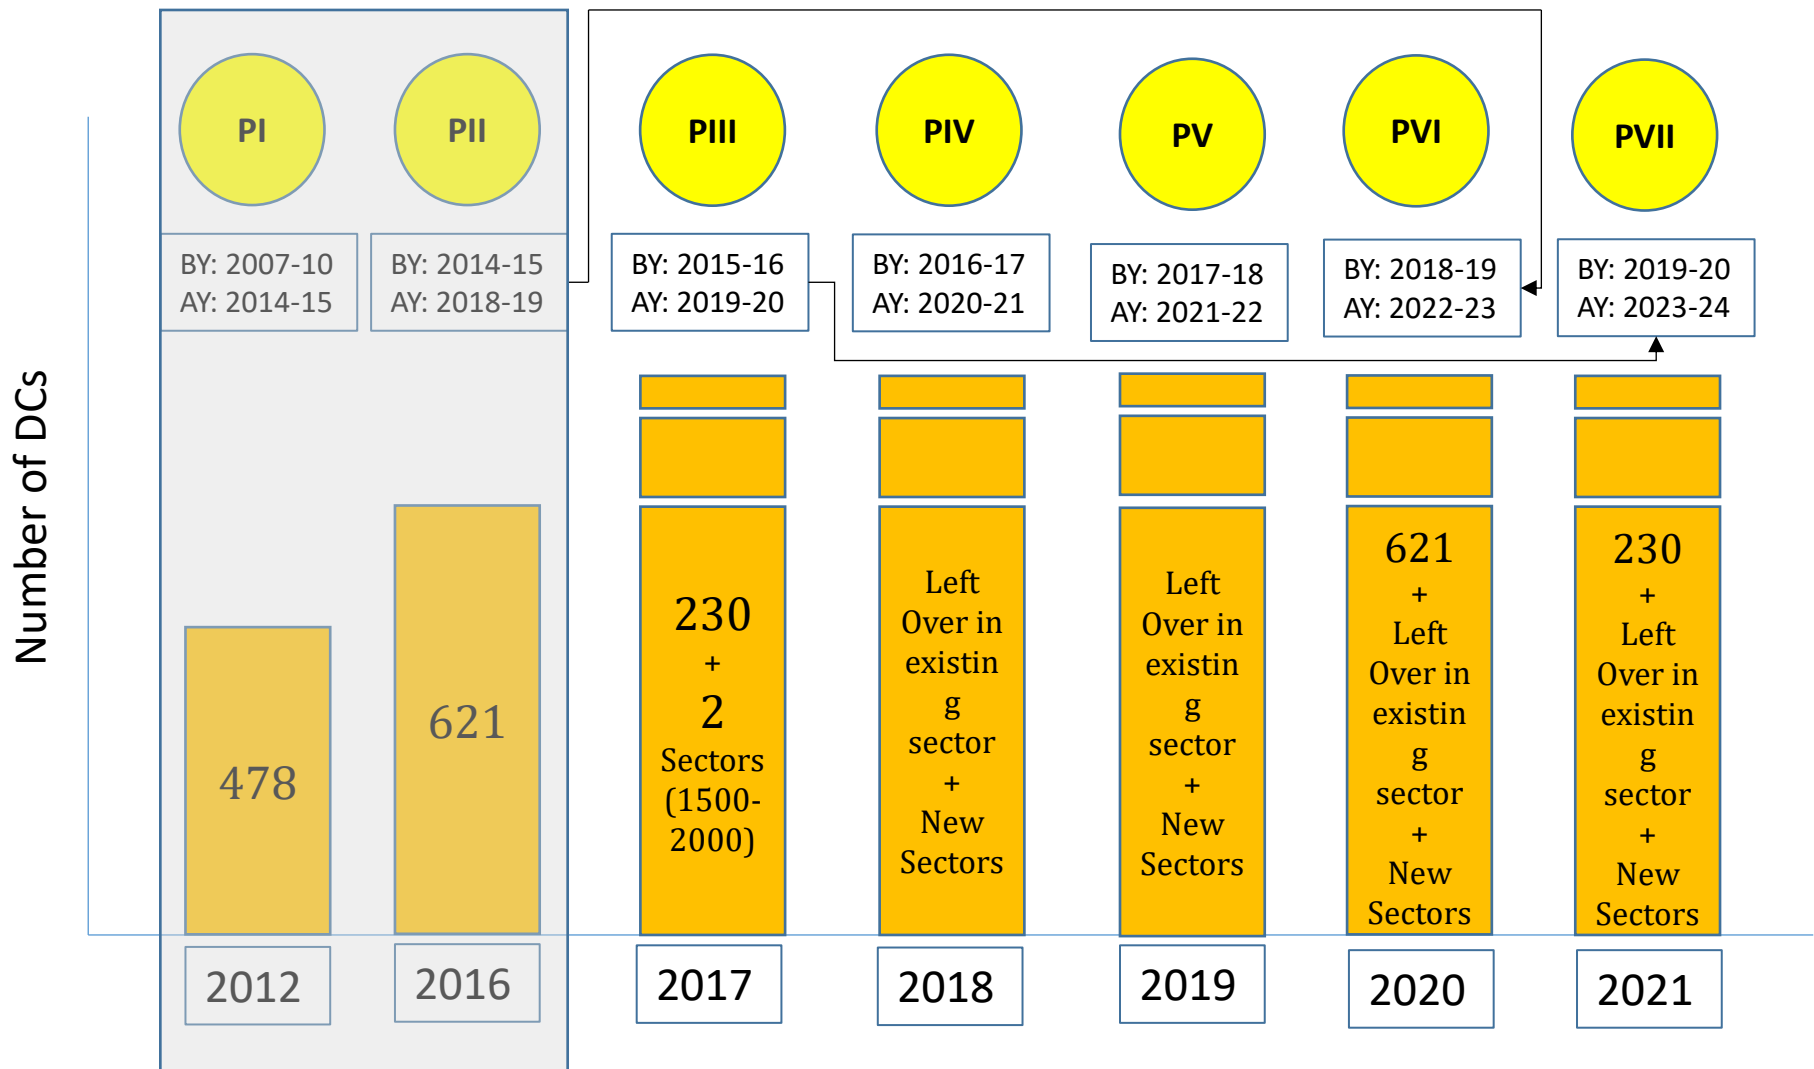 Number of DCs
PI
PII
PIII
PIV
PV
PVI
PVII
BY: 2007-10
AY: 2014-15
BY: 2014-15
AY: 2018-19
BY: 2015-16
AY: 2019-20
BY: 2016-17
AY: 2020-21
BY: 2017-18
AY: 2021-22
BY: 2018-19
AY: 2022-23
BY: 2019-20
AY: 2023-24
478
621
230
+
2
Sectors
(1500-
2000)
Left
Over in
existin
g
sector
+
New
Sectors
Left
Over in
existin
g
sector
+
New
Sectors
621
+
Left
Over in
existin
g
sector
+
New
Sectors
230
+
Left
Over in
existin
g
sector
+
New
Sectors
2012
2016
2017
2018
2019
2020
2021